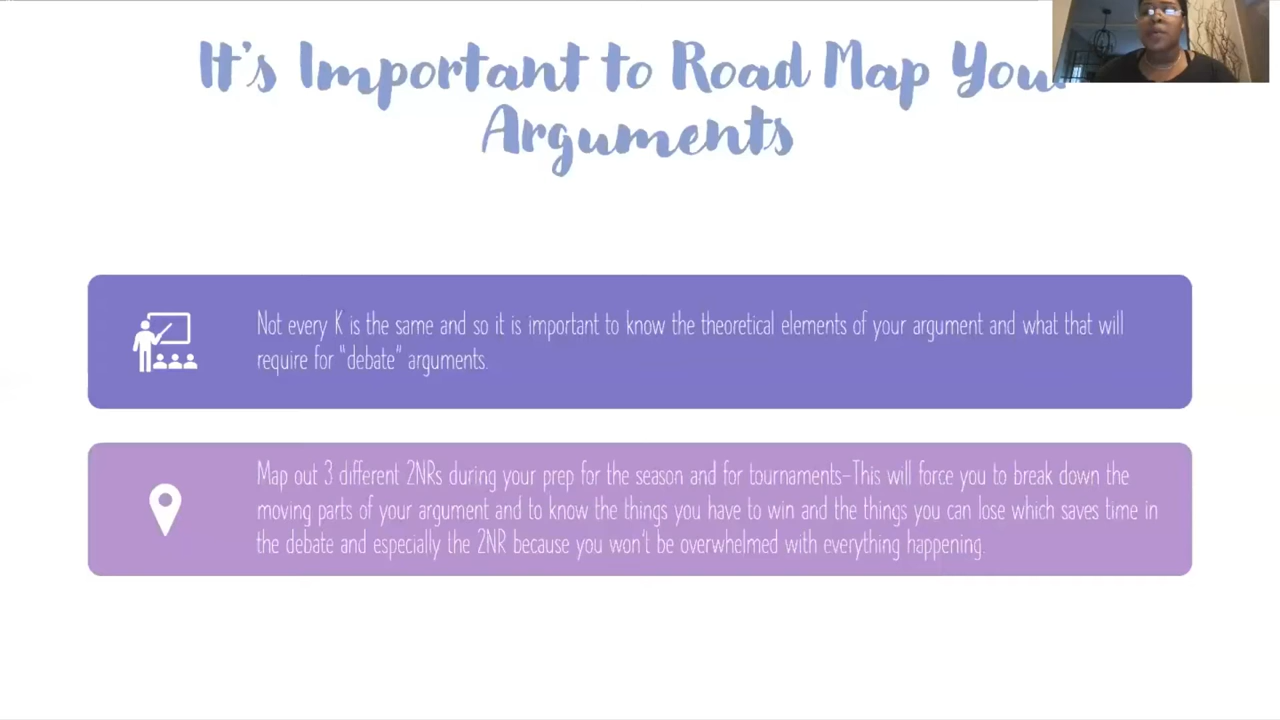 It's Important to Road Map Your
Arguments
Not every K is the same and so it is important to know the theoretical elements of your argument and what that will
require for "debate" arguments.
Map out 3 different 2NRs during your prep for the season and for tournaments–This will force you to break down the
moving parts of your argument and to know the things you have to win and the things you can lose which saves time in
the debate and especially the 2NR because you won't be overwhelmed with everything happening.